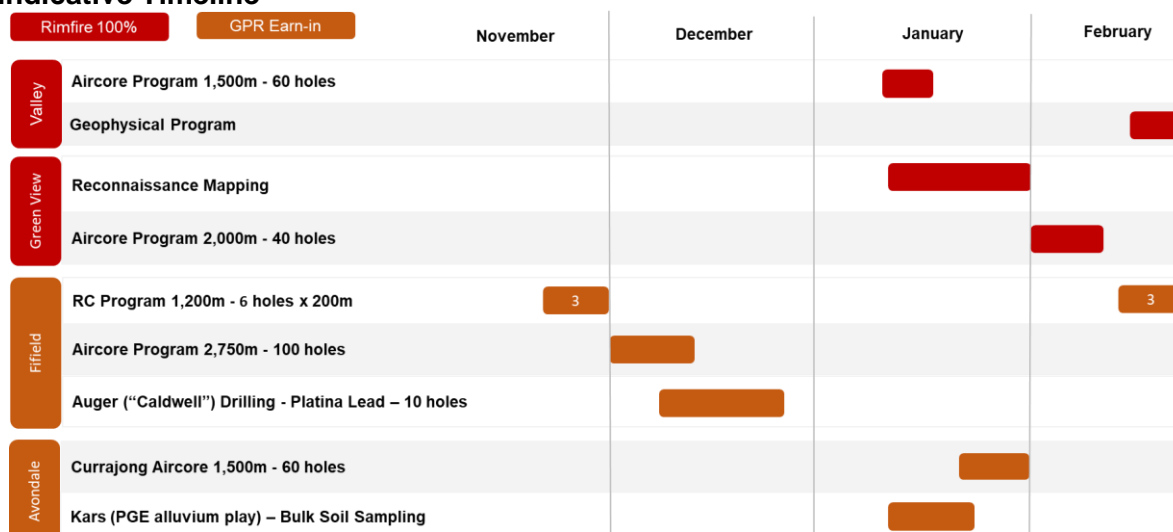 Indicative Timeline
Rimfire 100%
GPR Earn-in
November
December
January
February
Valley
Aircore Program 1,500m - 60 holes
Geophysical Program
Green View
Reconnaissance Mapping
Aircore Program 2,000m - 40 holes
Fifield
RC Program 1,200m - 6 holes x 200m
3
3
Aircore Program 2,750m - 100 holes
Auger (“Caldwell”) Drilling - Platina Lead – 10 holes
Avondale
Currajong Aircore 1,500m - 60 holes
Kars (PGE alluvium play) – Bulk Soil Sampling